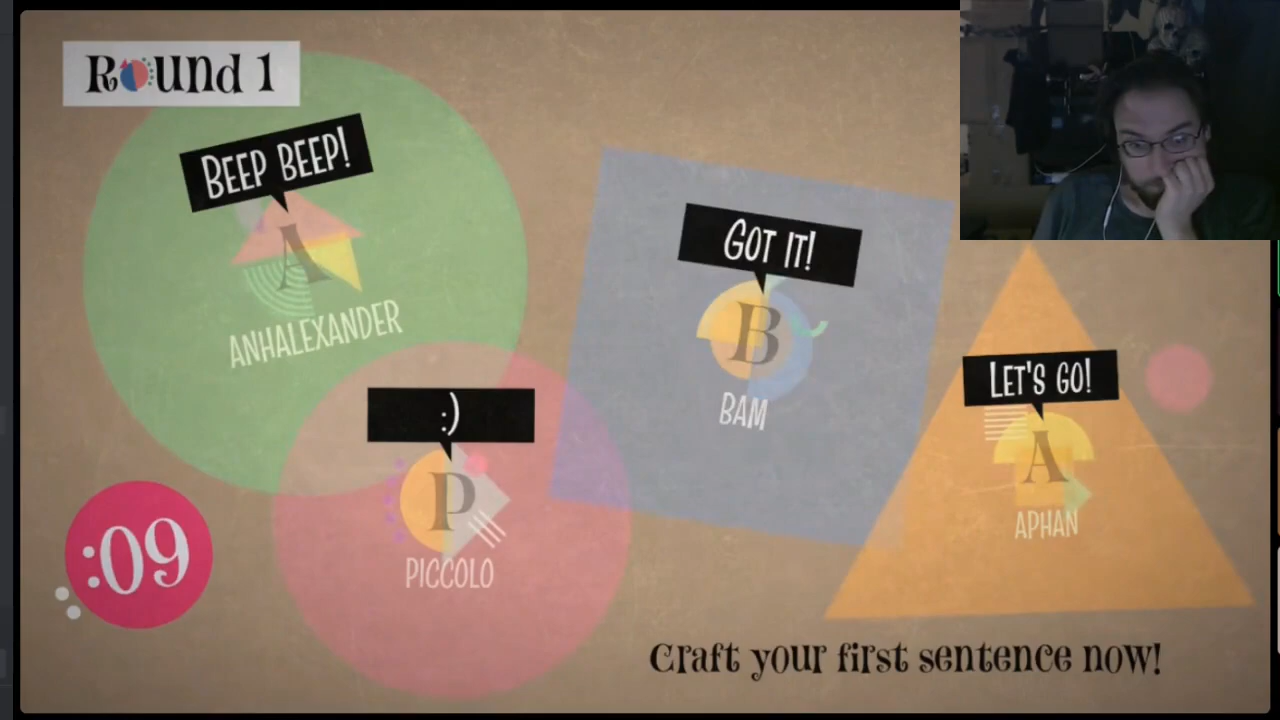 Round 1
BEEP BEEP!
A
ANHALEXANDER
GOT IT!
B
BAM
LET'S GO!
A
APHAN
:)
P
PICCOLO
:09
Craft your first sentence now!